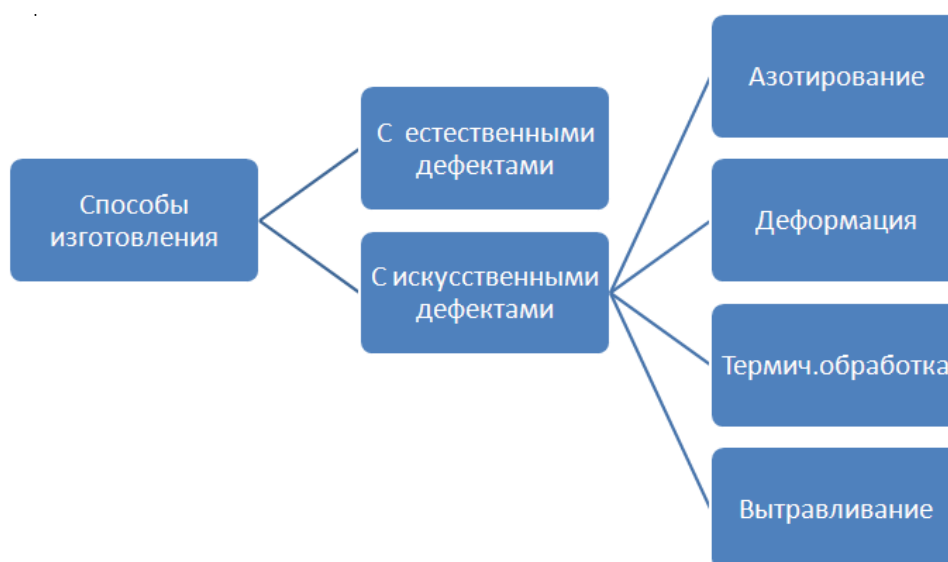 Способы
изготовления
С естественными
дефектами
С искусственными
дефектами
Азотирование
Деформация
Термич.обработка
Вытравливание